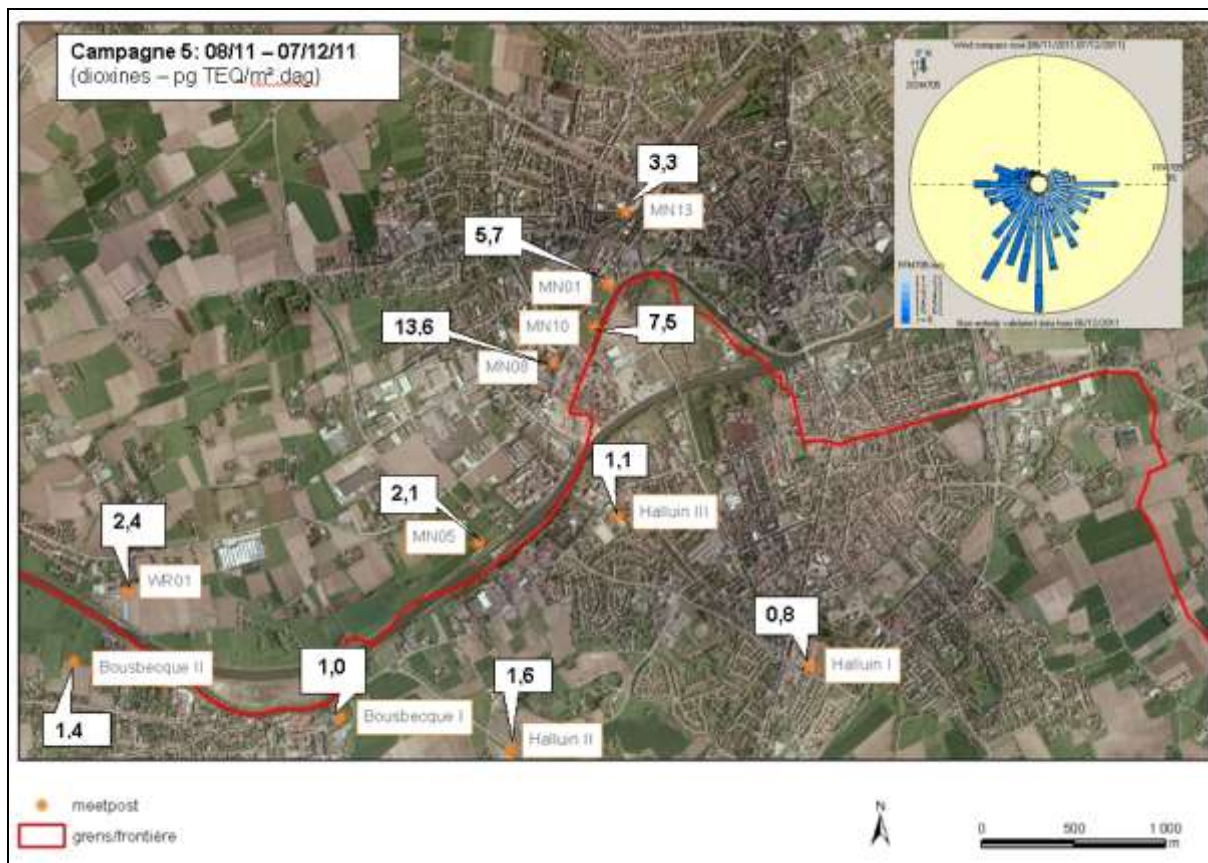 Campagne 5: 08/11 – 07/12/11
(dioxines – pg TEQ/m².dag)
3,3
MN13
5,7
MN01
MN10
7,5
13,6
MN08
1,1
Halluin III
2,1
MN05
2,4
WR01
0,8
Halluin I
Bousbecque II
1,0
1,6
Bousbecque I
1,4
Halluin II
meetpost
grens/frontière
N
0 500 1 000
m